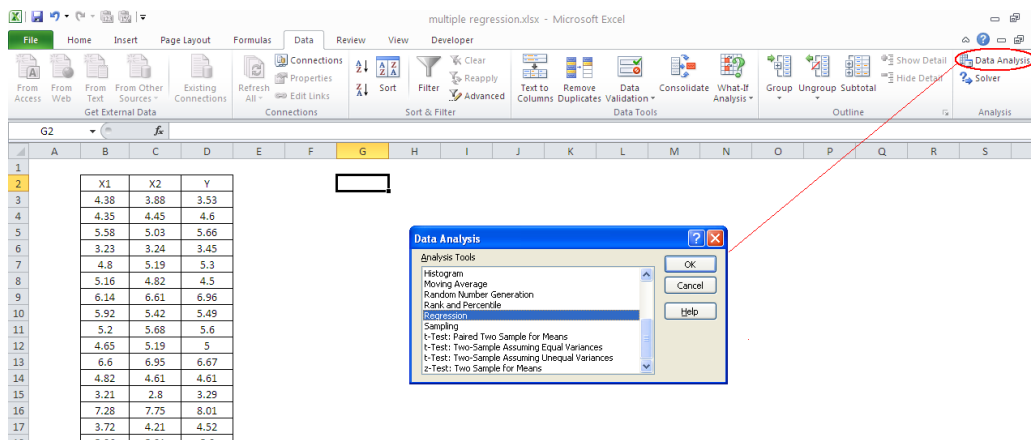 multiple regression.xlsx - Microsoft Excel
File Home Insert Page Layout Formulas Data Review View Developer
From Access
From Web
From Text
From Other Sources
Existing Connections
Get External Data
Refresh All
Connections
Properties
Edit Links
Connections
Sort
Filter
Clear
Reapply
Advanced
Sort & Filter
Text to Columns
Remove Duplicates
Data Validation
Consolidate
What-If Analysis
Data Tools
Group
Ungroup
Subtotal
Show Detail
Hide Detail
Outline
Data Analysis
Solver
Analysis
G2 fx
A B C D E F G H I J K L M N O P Q R S
1
2 X1 X2 Y
3 4.38 3.88 3.53
4 4.35 4.45 4.6
5 5.58 5.03 5.66
6 3.23 3.24 3.45
7 4.8 5.19 5.3
8 5.16 4.82 4.5
9 6.14 6.61 6.96
10 5.92 5.42 5.49
11 5.2 5.68 5.6
12 4.65 5.19 5
13 6.6 6.95 6.67
14 4.82 4.61 4.61
15 3.21 2.8 3.29
16 7.28 7.75 8.01
17 3.72 4.21 4.52
Data Analysis
Analysis Tools
Histogram
Moving Average
Random Number Generation
Rank and Percentile
Regression
Sampling
t-Test: Paired Two Sample for Means
t-Test: Two-Sample Assuming Equal Variances
t-Test: Two-Sample Assuming Unequal Variances
z-Test: Two Sample for Means
OK
Cancel
Help